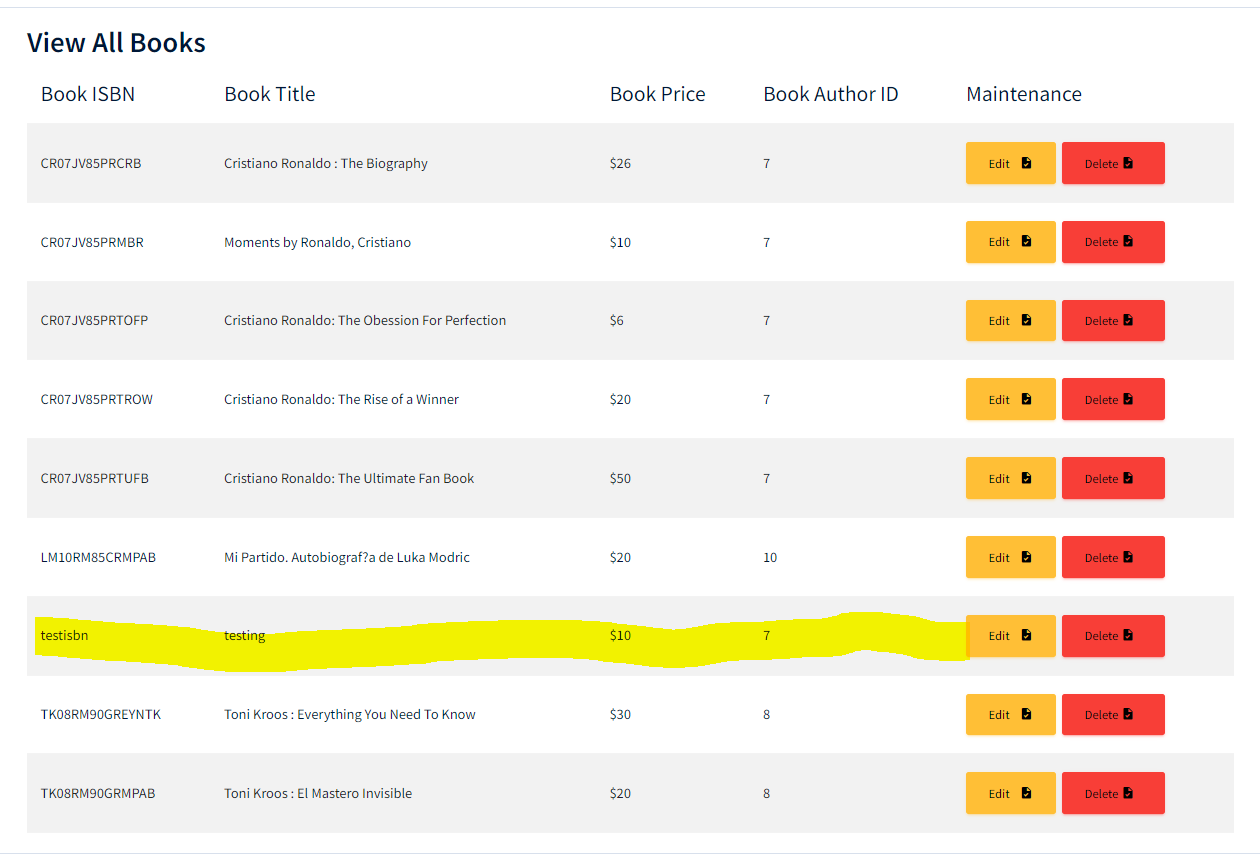 View All Books
Book ISBN Book Title Book Price Book Author ID Maintenance
CR07JV85PRCRB Cristiano Ronaldo : The Biography $26 7 Edit Delete
CR07JV85PRMBR Moments by Ronaldo, Cristiano $10 7 Edit Delete
CR07JV85PRTOFP Cristiano Ronaldo: The Obession For Perfection $6 7 Edit Delete
CR07JV85PRTROW Cristiano Ronaldo: The Rise of a Winner $20 7 Edit Delete
CR07JV85PRTUFB Cristiano Ronaldo: The Ultimate Fan Book $50 7 Edit Delete
LM10RM85CRMPAB Mi Partido. Autobiograf?a de Luka Modric $20 10 Edit Delete
testisbn testing $10 7 Edit Delete
TK08RM90GREYNTK Toni Kroos : Everything You Need To Know $30 8 Edit Delete
TK08RM90GRMPAB Toni Kroos : El Mastero Invisible $20 8 Edit Delete